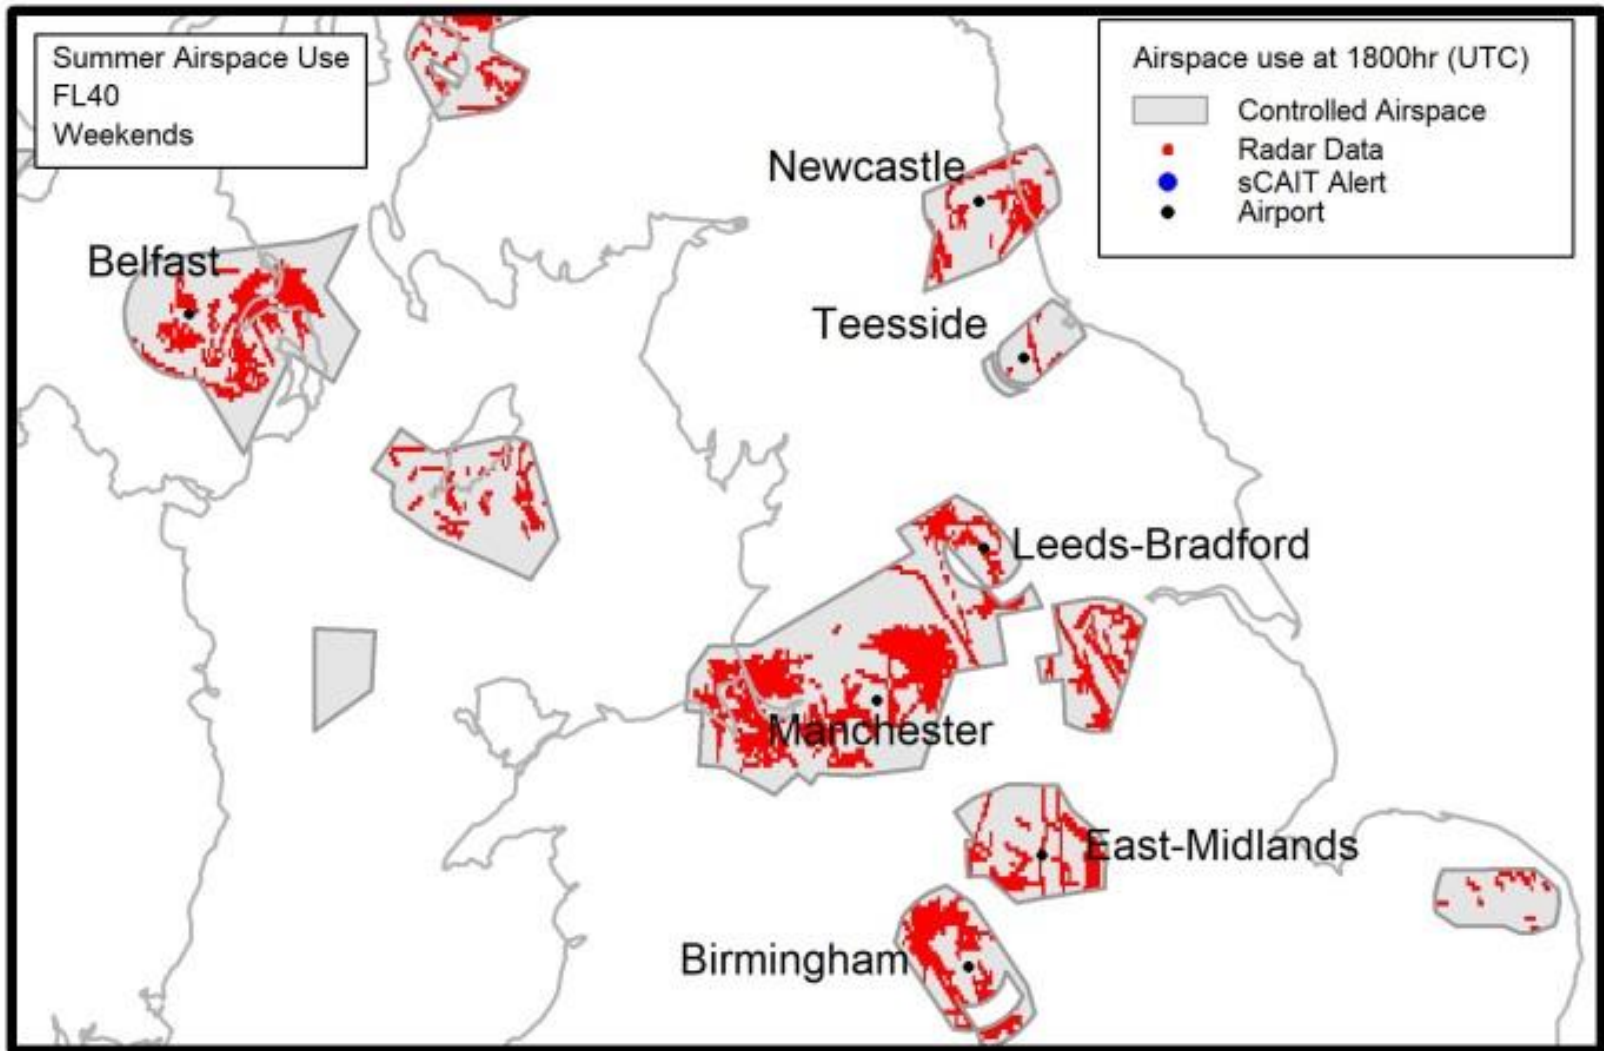 Summer Airspace Use
FL40
Weekends
Airspace use at 1800hr (UTC)
Controlled Airspace
Radar Data
sCAIT Alert
Airport
Newcastle
Belfast
Teesside
Leeds-Bradford
Manchester
East-Midlands
Birmingham